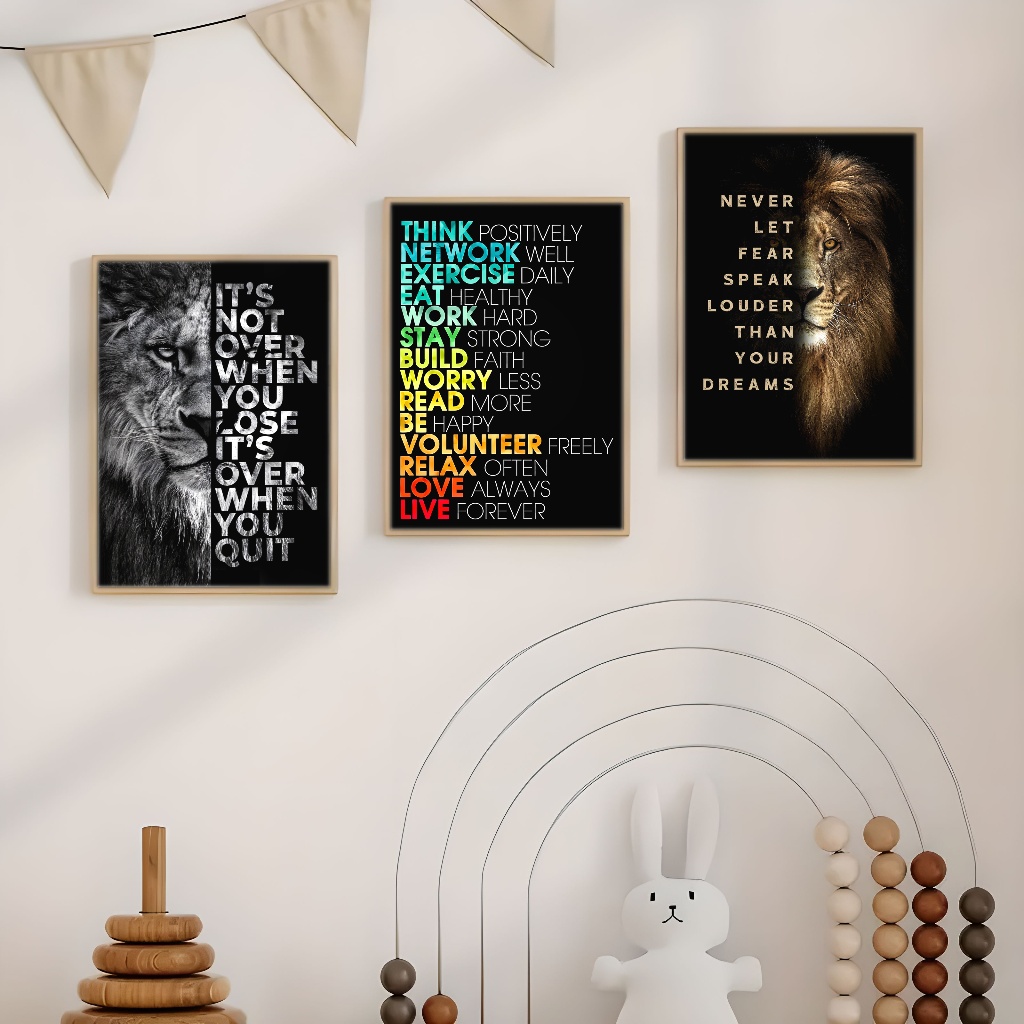 IT'S
NOT
OVER
WHEN
YOU
LOSE
IT'S
OVER
WHEN
YOU
QUIT
THINK POSITIVELY
NETWORK WELL
EXERCISE DAILY
EAT HEALTHY
WORK HARD
STAY STRONG
BUILD FAITH
WORRY LESS
READ MORE
BE HAPPY
VOLUNTEER FREELY
RELAX OFTEN
LOVE ALWAYS
LIVE FOREVER
NEVER
LET
FEAR
SPEAK
LOUDER
THAN
YOUR
DREAMS